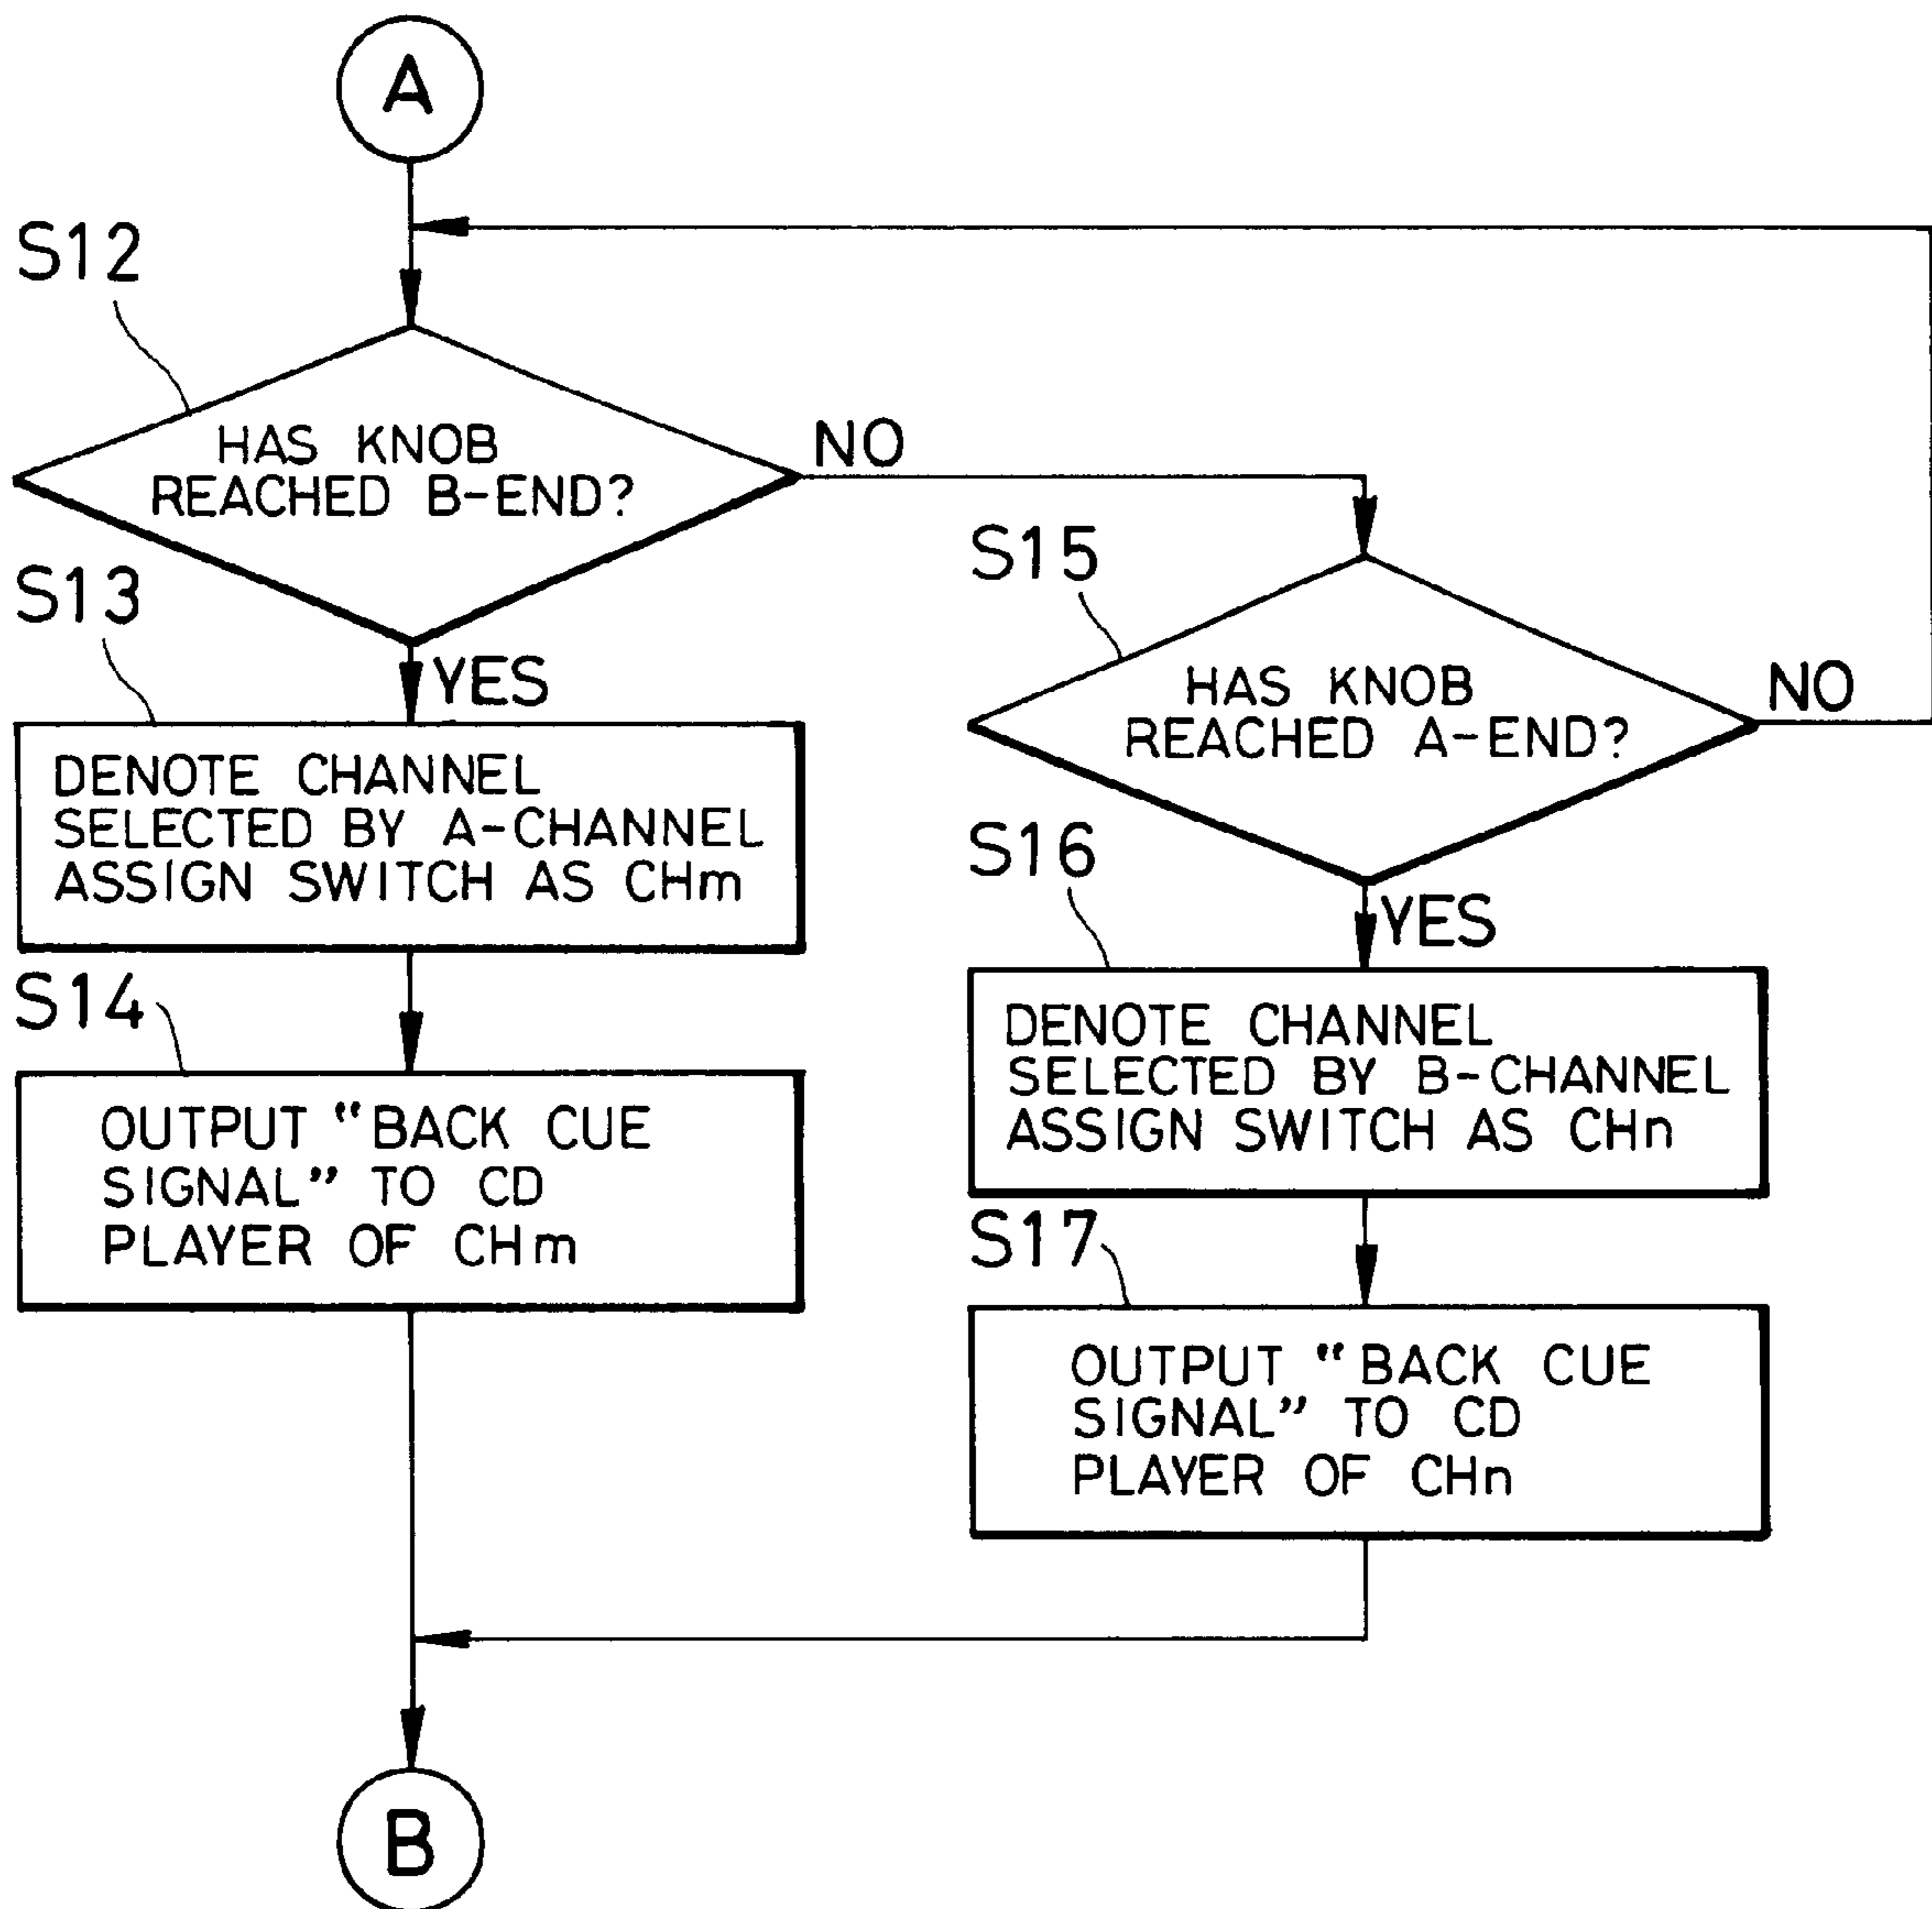 A
S12
HAS KNOB
REACHED B-END?
NO
S13
YES
DENOTE CHANNEL
SELECTED BY A-CHANNEL
ASSIGN SWITCH AS CHm
S14
OUTPUT “BACK CUE
SIGNAL” TO CD
PLAYER OF CHm
S15
HAS KNOB
REACHED A-END?
NO
S16
YES
DENOTE CHANNEL
SELECTED BY B-CHANNEL
ASSIGN SWITCH AS CHn
S17
OUTPUT “BACK CUE
SIGNAL” TO CD
PLAYER OF CHn
B